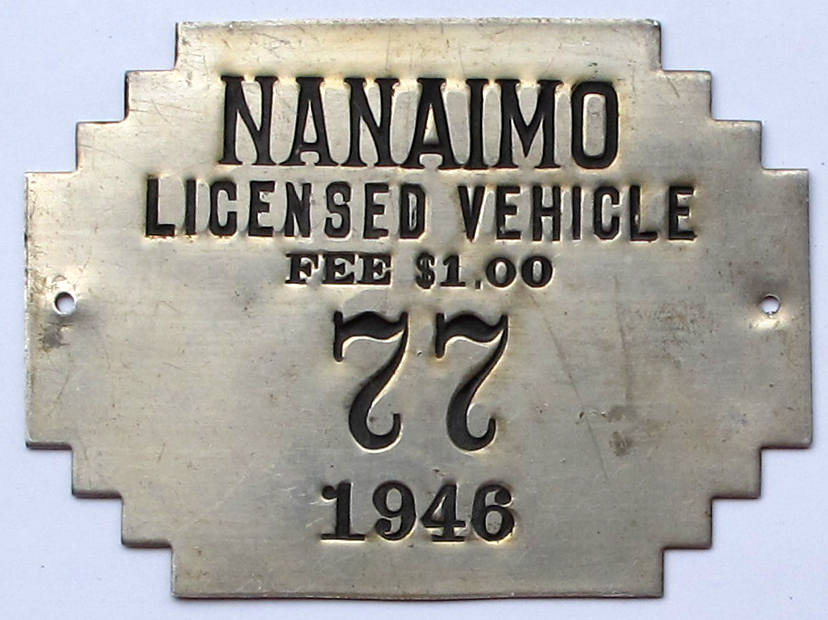 NANAIMO
LICENSED VEHICLE
FEE $1.00
77
1946